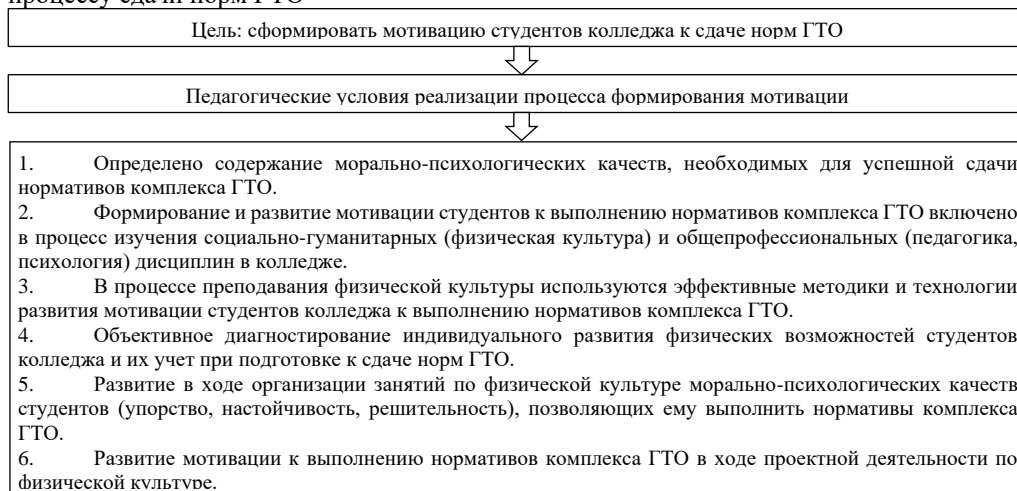 процессу сдачи норм ГТО
Цель: сформировать мотивацию студентов колледжа к сдаче норм ГТО
Педагогические условия реализации процесса формирования мотивации
1. Определено содержание морально-психологических качеств, необходимых для успешной сдачи
нормативов комплекса ГТО.
2. Формирование и развитие мотивации студентов к выполнению нормативов комплекса ГТО включено
в процесс изучения социально-гуманитарных (физическая культура) и общепрофессиональных (педагогика,
психология) дисциплин в колледже.
3. В процессе преподавания физической культуры используются эффективные методики и технологии
развития мотивации студентов колледжа к выполнению нормативов комплекса ГТО.
4. Объективное диагностирование индивидуального развития физических возможностей студентов
колледжа и их учет при подготовке к сдаче норм ГТО.
5. Развитие в ходе организации занятий по физической культуре морально-психологических качеств
студентов (упорство, настойчивость, решительность), позволяющих ему выполнить нормативы комплекса
ГТО.
6. Развитие мотивации к выполнению нормативов комплекса ГТО в ходе проектной деятельности по
физической культуре.